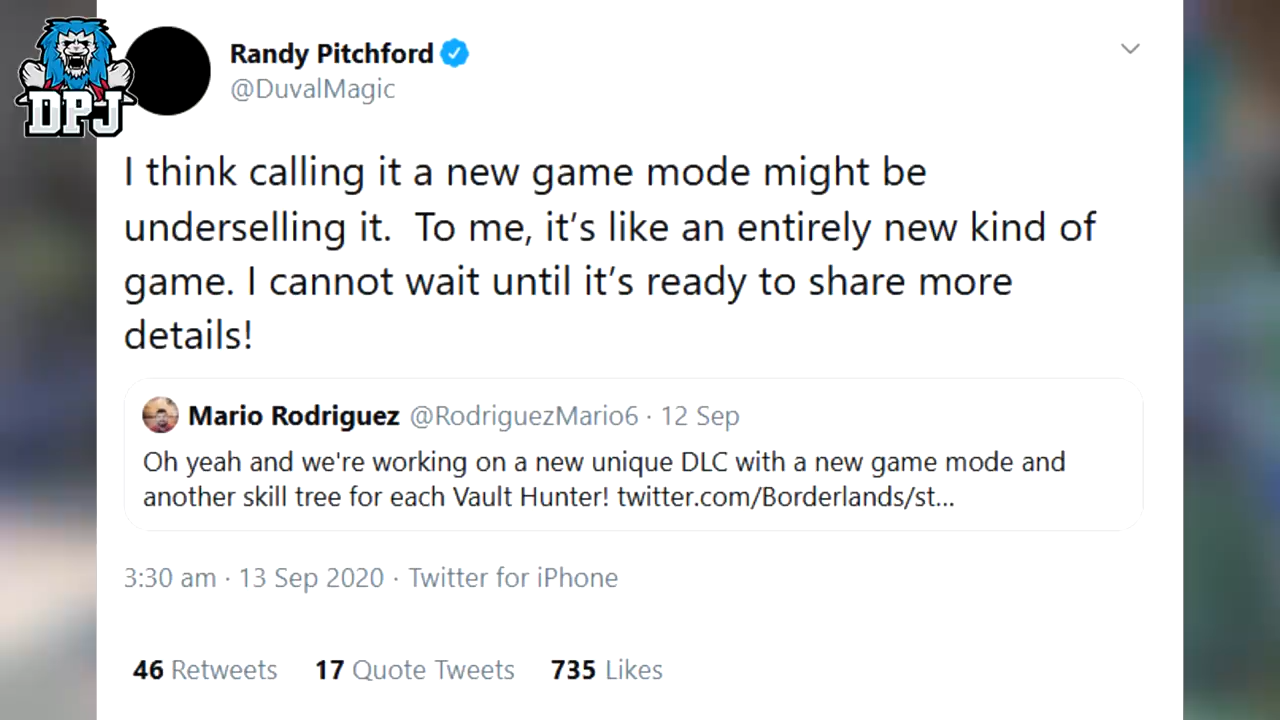 DPJ
Randy Pitchford
@DuvalMagic
I think calling it a new game mode might be
underselling it.  To me, it’s like an entirely new kind of
game. I cannot wait until it’s ready to share more
details!
Mario Rodriguez @RodriguezMario6 · 12 Sep
Oh yeah and we're working on a new unique DLC with a new game mode and
another skill tree for each Vault Hunter! twitter.com/Borderlands/st...
3:30 am · 13 Sep 2020 · Twitter for iPhone
46 Retweets 17 Quote Tweets 735 Likes